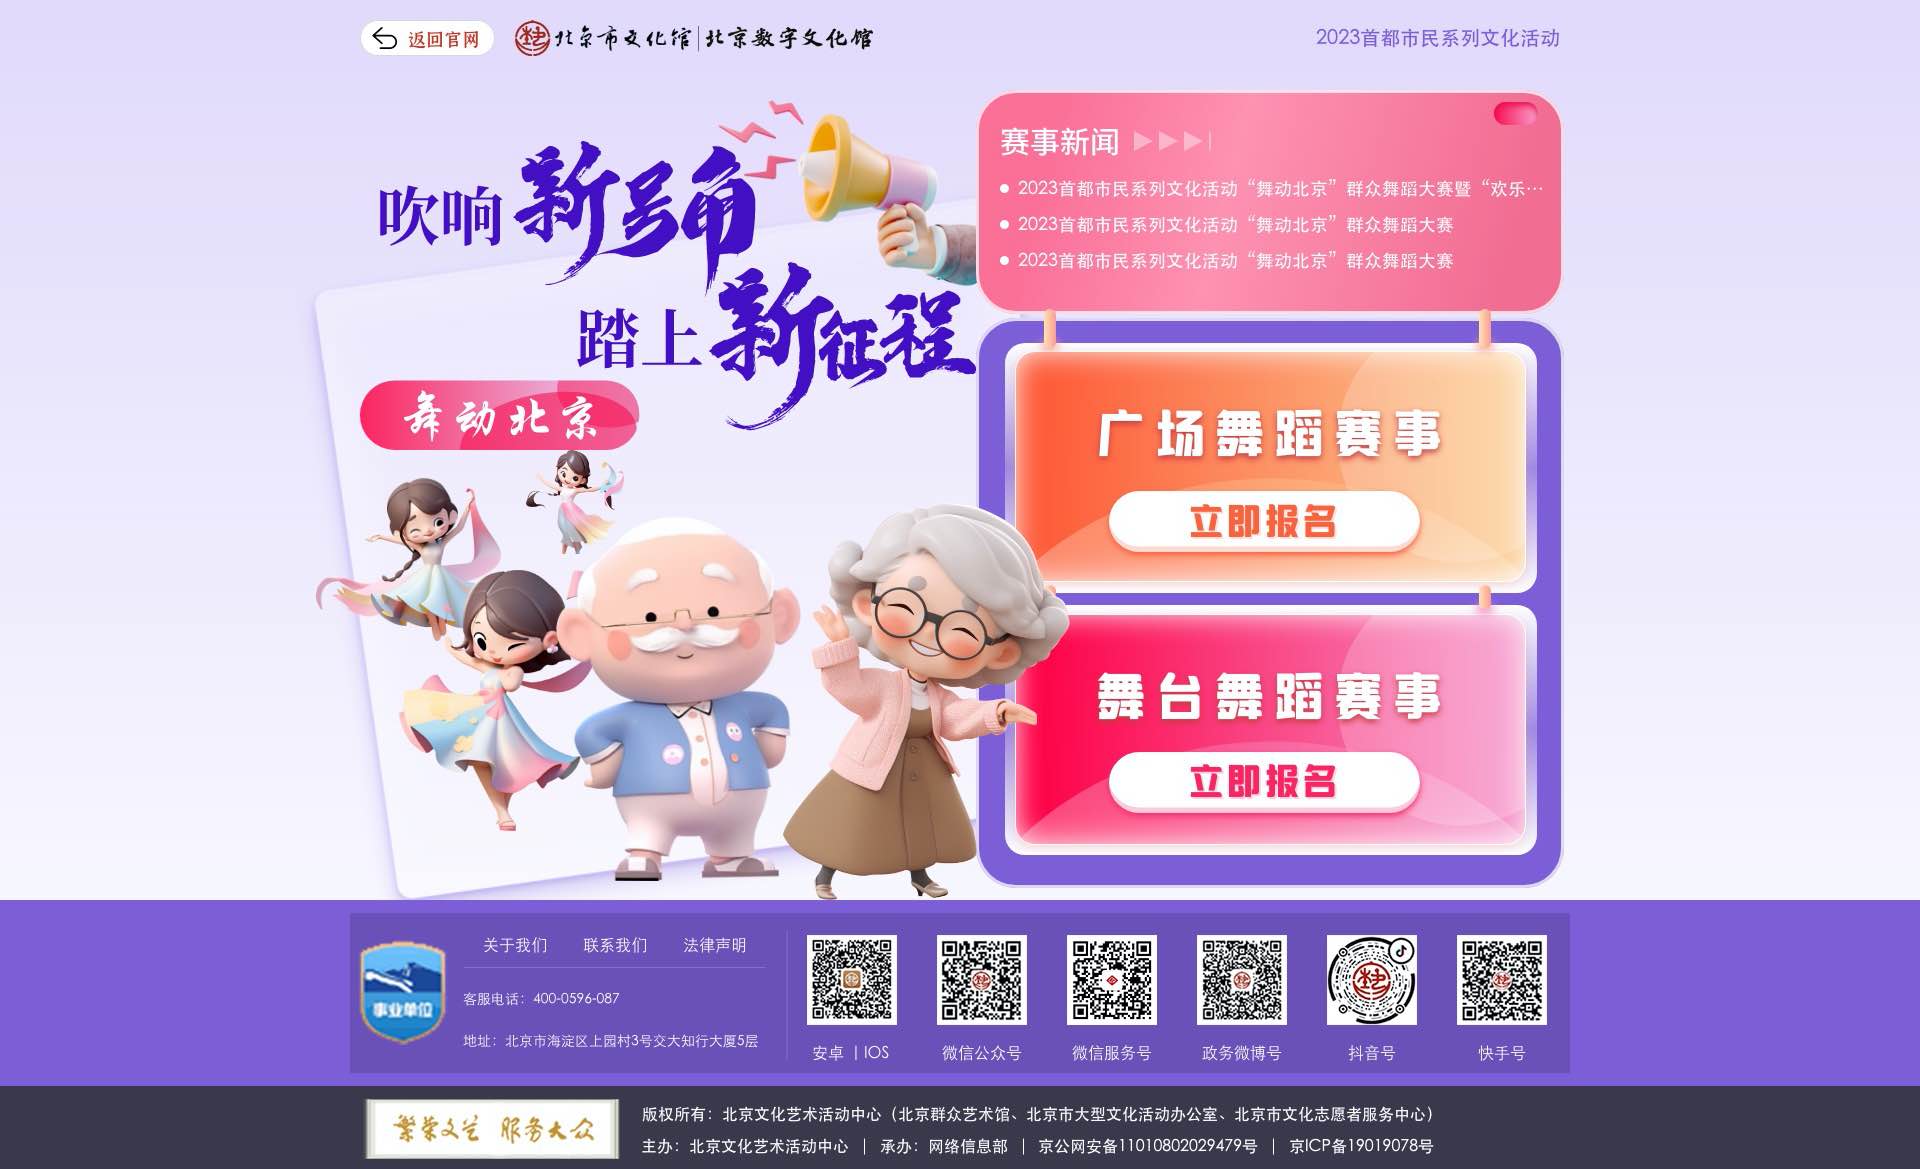 返回官网
北京市文化馆|北京数字文化馆
2023首都市民系列文化活动
吹响新号角
踏上新征程
舞动北京
赛事新闻
2023首都市民系列文化活动“舞动北京”群众舞蹈大赛暨“欢乐…
2023首都市民系列文化活动“舞动北京”群众舞蹈大赛
2023首都市民系列文化活动“舞动北京”群众舞蹈大赛
广场舞蹈赛事
立即报名
舞台舞蹈赛事
立即报名
事业单位
关于我们 联系我们 法律声明
客服电话：400-0596-087
地址：北京市海淀区上园村3号交大知行大厦5层
安卓 | IOS
微信公众号
微信服务号
政务微博号
抖音号
快手号
繁荣文艺 服务大众
版权所有：北京文化艺术活动中心（北京群众艺术馆、北京市大型文化活动办公室、北京市文化志愿者服务中心）
主办：北京文化艺术活动中心 | 承办：网络信息部 | 京公网安备11010802029479号 | 京ICP备19019078号